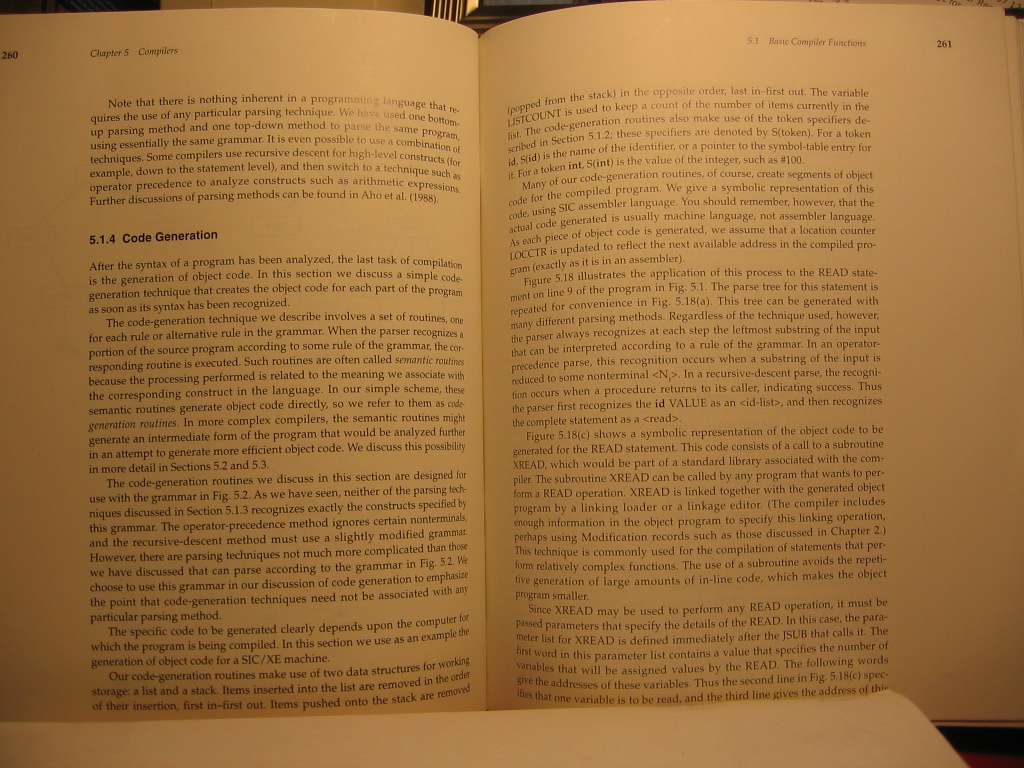 260
Chapter 5 Compilers
Note that there is nothing inherent in a programming language that re-
quires the use of any particular parsing technique. We have used one bottom-
up parsing method and one top-down method to parse the same program,
using essentially the same grammar. It is even possible to use a combination of
techniques. Some compilers use recursive descent for high-level constructs (for
example, down to the statement level), and then switch to a technique such as
operator precedence to analyze constructs such as arithmetic expressions.
Further discussions of parsing methods can be found in Aho et al. (1988).
5.1.4 Code Generation
After the syntax of a program has been analyzed, the last task of compilation
is the generation of object code. In this section we discuss a simple code-
generation technique that creates the object code for each part of the program
as soon as its syntax has been recognized.
The code-generation technique we describe involves a set of routines, one
for each rule or alternative rule in the grammar. When the parser recognizes a
portion of the source program according to some rule of the grammar, the cor-
responding routine is executed. Such routines are often called semantic routines
because the processing performed is related to the meaning we associate with
the corresponding construct in the language. In our simple scheme, these
semantic routines generate object code directly, so we refer to them as code-
generation routines. In more complex compilers, the semantic routines might
generate an intermediate form of the program that would be analyzed further
in an attempt to generate more efficient object code. We discuss this possibility
in more detail in Sections 5.2 and 5.3.
The code-generation routines we discuss in this section are designed for
use with the grammar in Fig. 5.2. As we have seen, neither of the parsing tech-
niques discussed in Section 5.1.3 recognizes exactly the constructs specified by
this grammar. The operator-precedence method ignores certain nonterminals,
and the recursive-descent method must use a slightly modified grammar.
However, there are parsing techniques not much more complicated than those
we have discussed that can parse according to the grammar in Fig. 5.2. We
choose to use this grammar in our discussion of code generation to emphasize
the point that code-generation techniques need not be associated with any
particular parsing method.
The specific code to be generated clearly depends upon the computer for
which the program is being compiled. In this section we use as an example the
generation of object code for a SIC/XE machine.
Our code-generation routines make use of two data structures for working
storage: a list and a stack. Items inserted into the list are removed in the order
of their insertion, first in–first out. Items pushed onto the stack are removed
5.1 Basic Compiler Functions
261
(popped from the stack) in the opposite order, last in–first out. The variable
LISTCOUNT is used to keep a count of the number of items currently in the
list. The code-generation routines also make use of the token specifiers de-
scribed in Section 5.1.2; these specifiers are denoted by S(token). For a token
id, S(id) is the name of the identifier, or a pointer to the symbol-table entry for
it. For a token int, S(int) is the value of the integer, such as #100.
Many of our code-generation routines, of course, create segments of object
code for the compiled program. We give a symbolic representation of this
code, using SIC assembler language. You should remember, however, that the
actual code generated is usually machine language, not assembler language.
As each piece of object code is generated, we assume that a location counter
LOCCTR is updated to reflect the next available address in the compiled pro-
gram (exactly as it is in an assembler).
Figure 5.18 illustrates the application of this process to the READ state-
ment on line 9 of the program in Fig. 5.1. The parse tree for this statement is
repeated for convenience in Fig. 5.18(a). This tree can be generated with
many different parsing methods. Regardless of the technique used, however,
the parser always recognizes at each step the leftmost substring of the input
that can be interpreted according to a rule of the grammar. In an operator-
precedence parse, this recognition occurs when a substring of the input is
reduced to some nonterminal <Ni>. In a recursive-descent parse, the recogni-
tion occurs when a procedure returns to its caller, indicating success. Thus
the parser first recognizes the id VALUE as an <id-list>, and then recognizes
the complete statement as a <read>.
Figure 5.18(c) shows a symbolic representation of the object code to be
generated for the READ statement. This code consists of a call to a subroutine
XREAD, which would be part of a standard library associated with the com-
piler. The subroutine XREAD can be called by any program that wants to per-
form a READ operation. XREAD is linked together with the generated object
program by a linking loader or a linkage editor. (The compiler includes
enough information in the object program to specify this linking operation,
perhaps using Modification records such as those discussed in Chapter 2.)
This technique is commonly used for the compilation of statements that per-
form relatively complex functions. The use of a subroutine avoids the repeti-
tive generation of large amounts of in-line code, which makes the object
program smaller.
Since XREAD may be used to perform any READ operation, it must be
passed parameters that specify the details of the READ. In this case, the para-
meter list for XREAD is defined immediately after the JSUB that calls it. The
first word in this parameter list contains a value that specifies the number of
variables that will be assigned values by the READ. The following words
give the addresses of these variables. Thus the second line in Fig. 5.18(c) spec-
ifies that one variable is to be read, and the third line gives the address of this